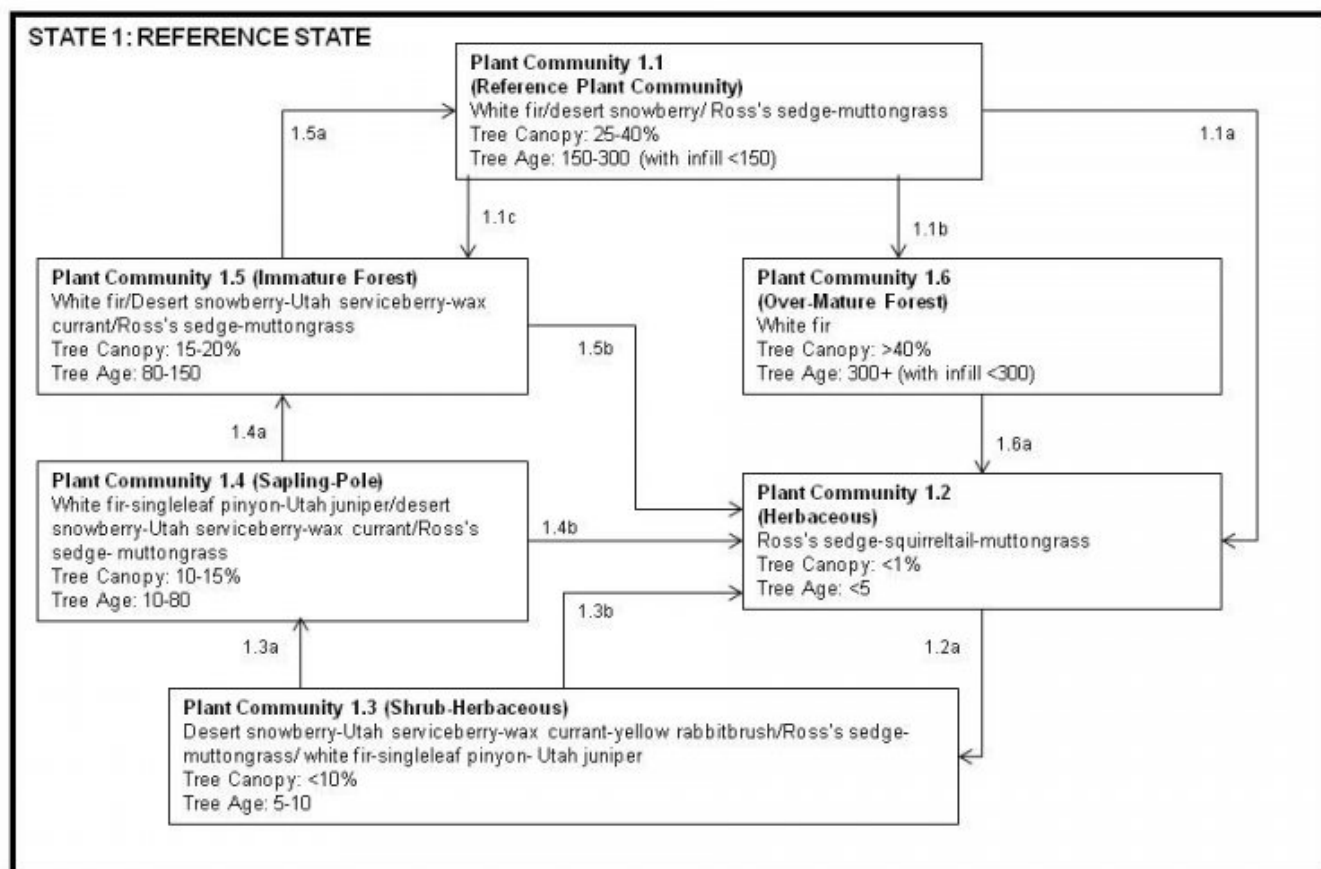 STATE 1: REFERENCE STATE
Plant Community 1.1
(Reference Plant Community)
White fir/desert snowberry/ Ross's sedge-muttongrass
Tree Canopy: 25-40%
Tree Age: 150-300 (with infill <150)
1.5a
1.1a
1.1c
1.1b
Plant Community 1.5 (Immature Forest)
White fir/Desert snowberry-Utah serviceberry-wax
currant/Ross's sedge-muttongrass
Tree Canopy: 15-20%
Tree Age: 80-150
Plant Community 1.6
(Over-Mature Forest)
White fir
Tree Canopy: >40%
Tree Age: 300+ (with infill <300)
1.5b
1.4a
1.6a
Plant Community 1.4 (Sapling-Pole)
White fir-singleleaf pinyon-Utah juniper/desert
snowberry-Utah serviceberry-wax currant/Ross's
sedge- muttongrass
Tree Canopy: 10-15%
Tree Age: 10-80
1.4b
Plant Community 1.2
(Herbaceous)
Ross's sedge-squirreltail-muttongrass
Tree Canopy: <1%
Tree Age: <5
1.3b
1.3a
1.2a
Plant Community 1.3 (Shrub-Herbaceous)
Desert snowberry-Utah serviceberry-wax currant-yellow rabbitbrush/Ross's sedge-
muttongrass/ white fir-singleleaf pinyon- Utah juniper
Tree Canopy: <10%
Tree Age: 5-10